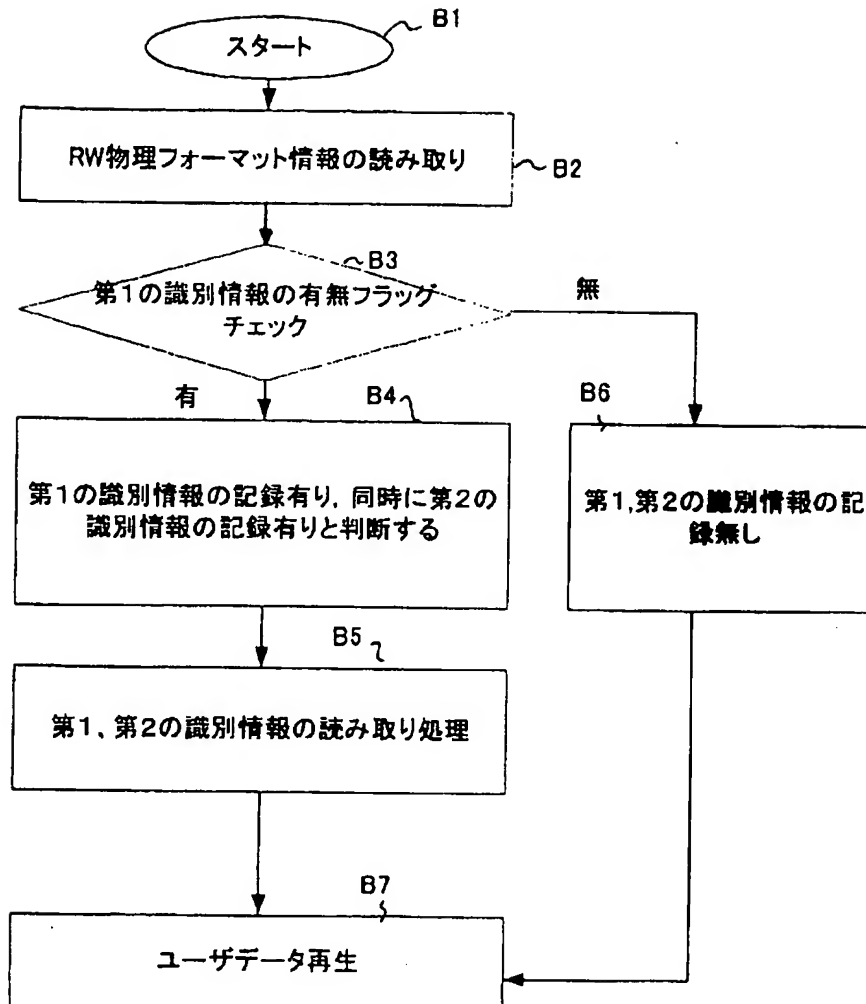 B1
スタート
RW物理フォーマット情報の読み取り
B2
B3
第1の識別情報の有無フラッグ
チェック
無
有
B4
B6
第1の識別情報の記録有り,同時に第2の
識別情報の記録有りと判断する
第1,第2の識別情報の記
録無し
B5
第1、第2の識別情報の読み取り処理
B7
ユーザデータ再生